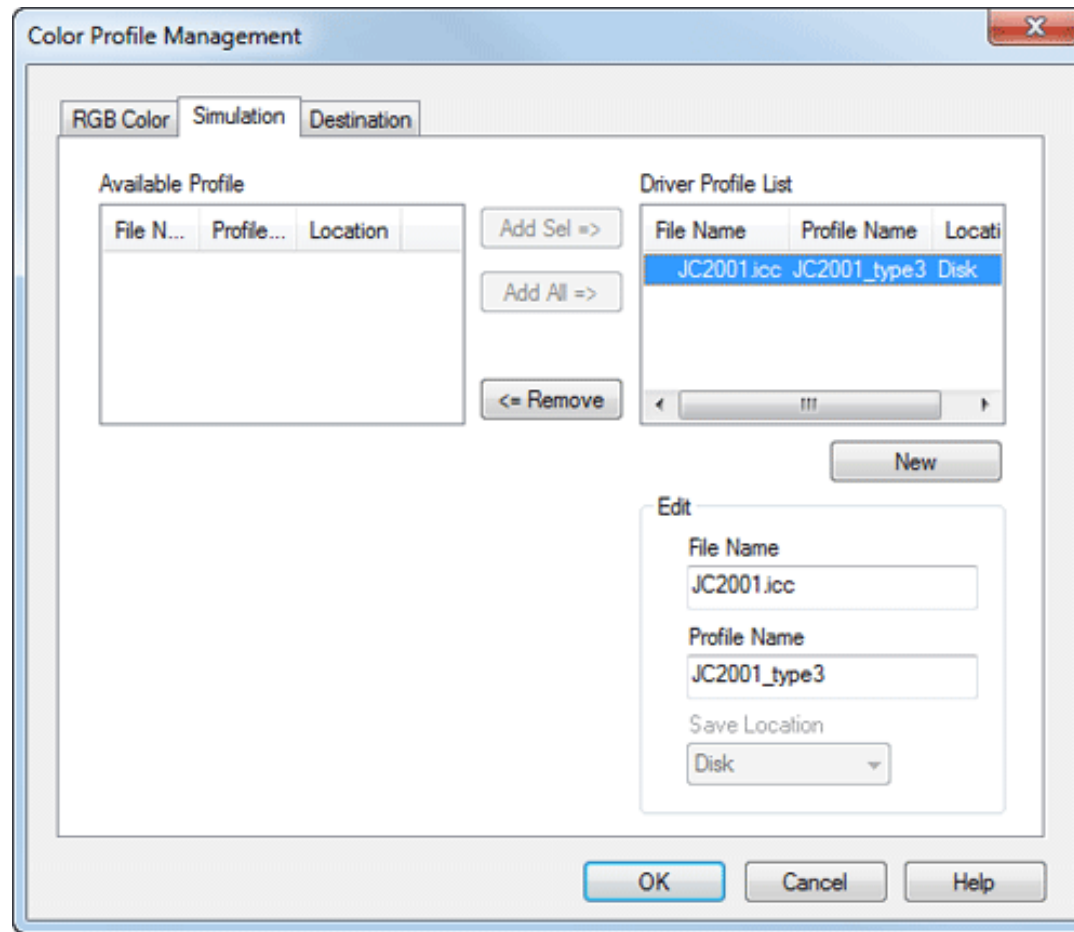 Color Profile Management
RGB Color Simulation Destination
Available Profile
File N... Profile... Location
Add Sel =>
Add All =>
<= Remove
Driver Profile List
File Name Profile Name Locati
JC2001.icc JC2001_type3 Disk
New
Edit
File Name
JC2001.icc
Profile Name
JC2001_type3
Save Location
Disk
OK Cancel Help